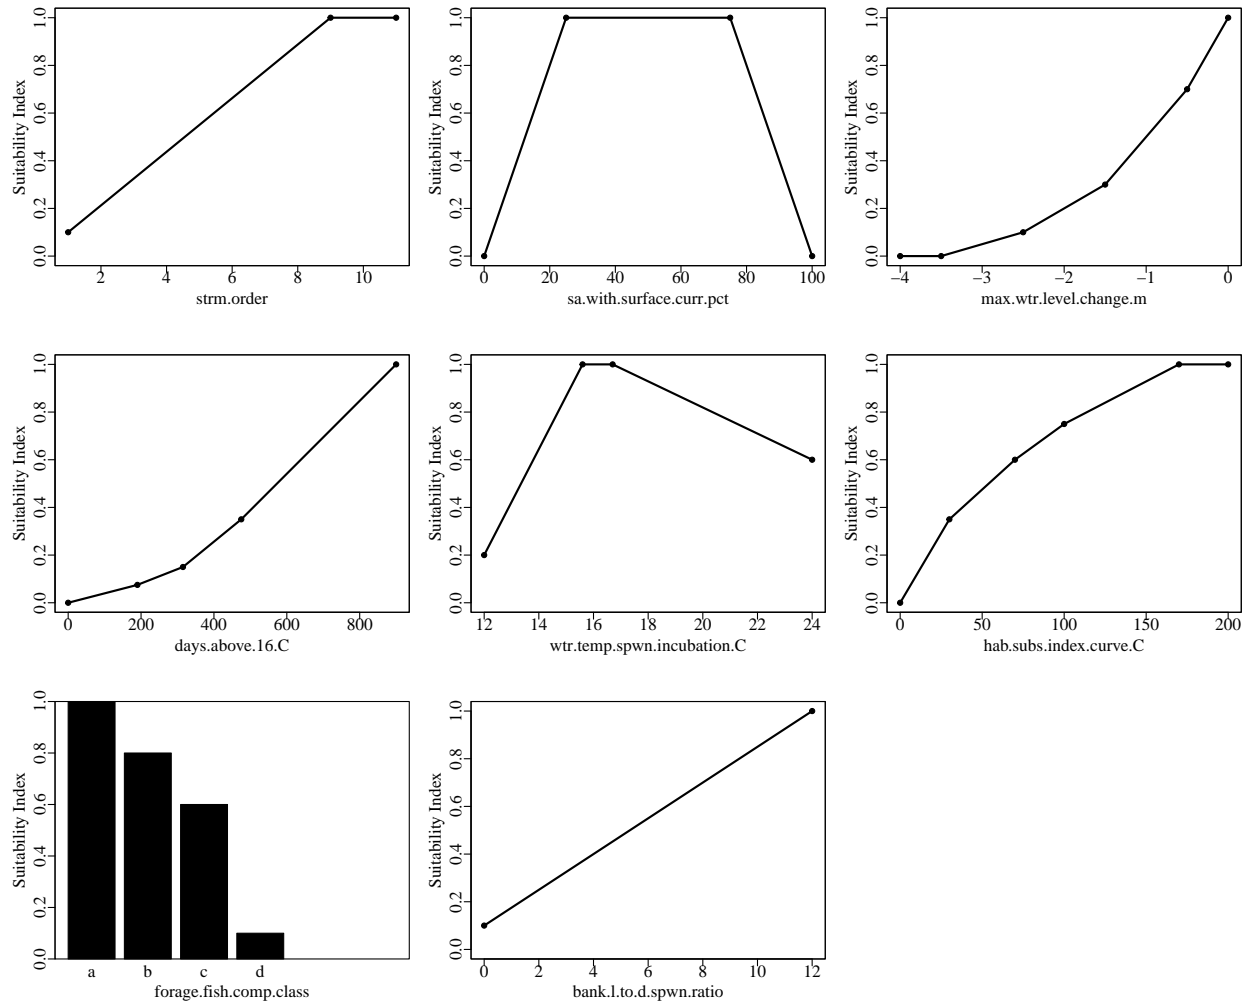 Suitability Index
0.0 0.2 0.4 0.6 0.8 1.0
2 4 6 8 10
strm.order
Suitability Index
0.0 0.2 0.4 0.6 0.8 1.0
0 20 40 60 80 100
sa.with.surface.curr.pct
Suitability Index
0.0 0.2 0.4 0.6 0.8 1.0
−4 −3 −2 −1 0
max.wtr.level.change.m
Suitability Index
0.0 0.2 0.4 0.6 0.8 1.0
0 200 400 600 800
days.above.16.C
Suitability Index
0.0 0.2 0.4 0.6 0.8 1.0
12 14 16 18 20 22 24
wtr.temp.spwn.incubation.C
Suitability Index
0.0 0.2 0.4 0.6 0.8 1.0
0 50 100 150 200
hab.subs.index.curve.C
Suitability Index
0.0 0.2 0.4 0.6 0.8 1.0
a b c d
forage.fish.comp.class
Suitability Index
0.0 0.2 0.4 0.6 0.8 1.0
0 2 4 6 8 10 12
bank.l.to.d.spwn.ratio